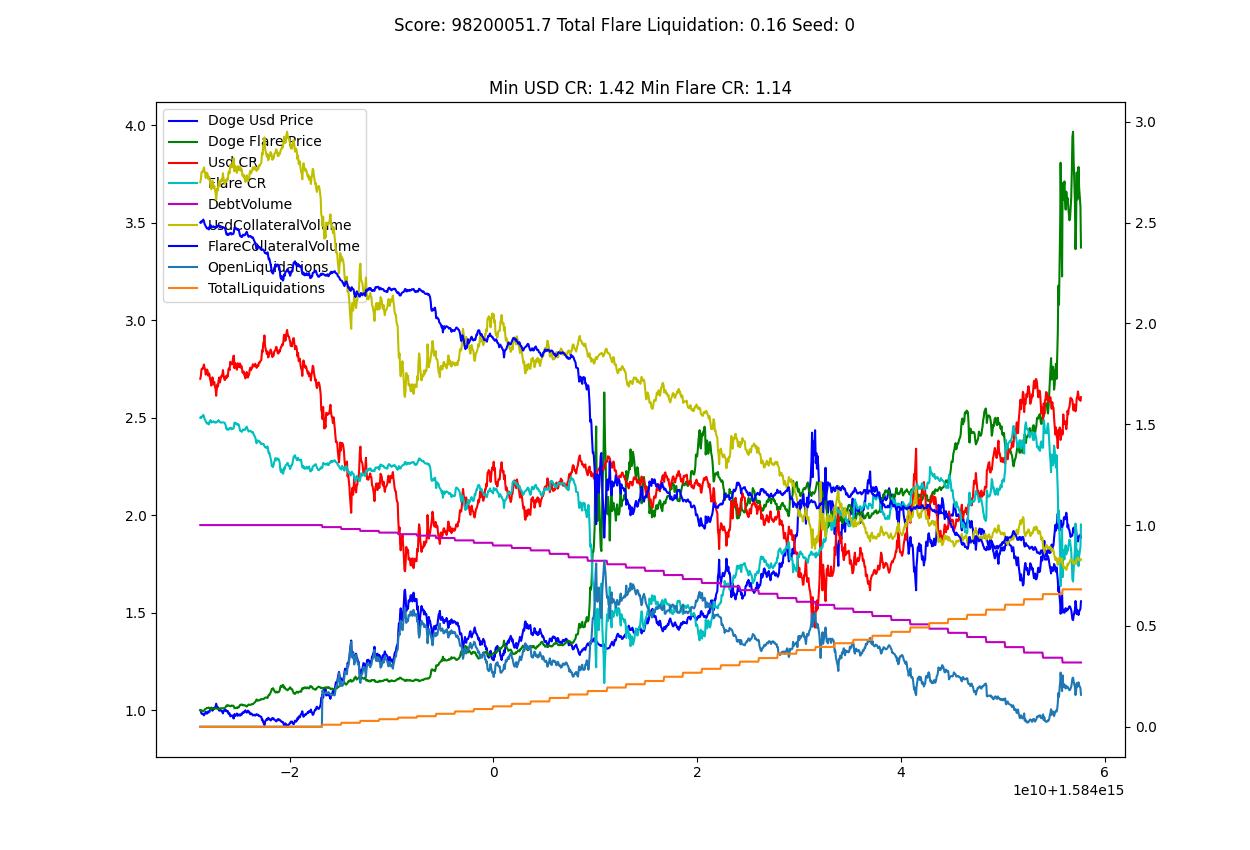 Score: 98200051.7 Total Flare Liquidation: 0.16 Seed: 0
Min USD CR: 1.42 Min Flare CR: 1.14
Doge Usd Price
Doge Flare Price
Usd CR
Flare CR
DebtVolume
UsdCollateralVolume
FlareCollateralVolume
OpenLiquidations
TotalLiquidations
4.0
3.5
3.0
2.5
2.0
1.5
1.0
3.0
2.5
2.0
1.5
1.0
0.5
0.0
−2 0 2 4 6
1e10+1.584e15